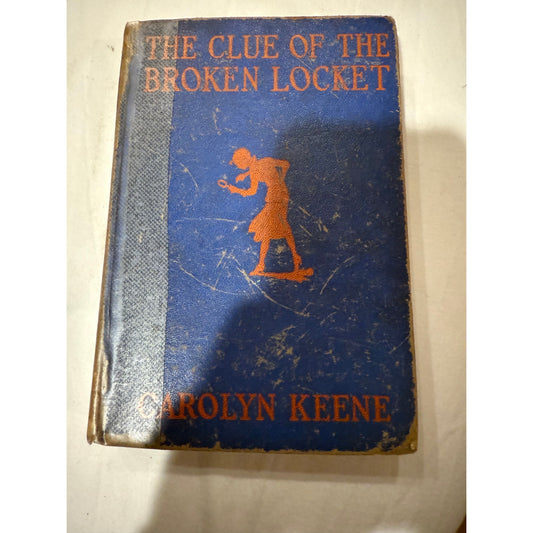 THE CLUE OF THE
BROKEN LOCKET
CAROLYN KEENE